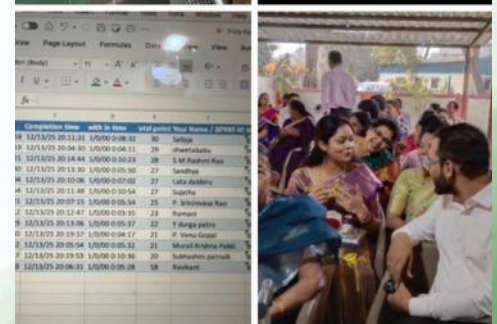 Page Layout Formulas Data View
fx
Completion time with in time total point Your Name /
12/13/25 20:11:31 1/0/00 0:08:32 30 Sailaja
12/13/25 20:04:30 1/0/00 0:04:11 29 shwetababu
12/13/25 20:14:44 1/0/00 0:10:23 28 S.M Rashmi Rao
12/13/25 20:13:30 1/0/00 0:05:50 27 Sandhya
12/13/25 20:10:06 1/0/00 0:07:02 27 Lata
12/13/25 20:11:48 1/0/00 0:10:54 27 Sujatha
12/13/25 20:07:15 1/0/00 0:05:54 25 P. Srinivasa Rao
12/13/25 20:12:47 1/0/00 0:03:35 23 Ramani
12/13/25 20:13:06 1/0/00 0:05:37 22 Y durga patro
12/13/25 20:13:57 1/0/00 0:04:17 21 P. Venu Gopal
12/13/25 20:05:54 1/0/00 0:05:32 21 Murali Krishna
12/13/25 20:19:59 1/0/00 0:10:36 20 Subhashini patnaik
12/13/25 20:06:31 1/0/00 0:05:28 18 Ravikant